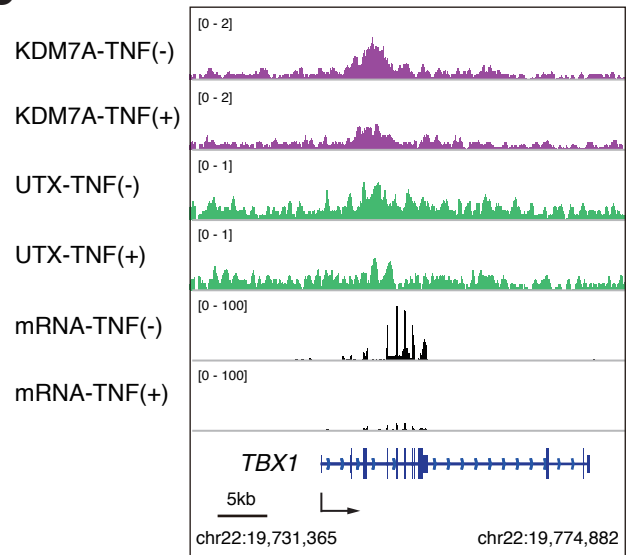 KDM7A-TNF(-)
[0 - 2]
KDM7A-TNF(+)
[0 - 2]
UTX-TNF(-)
[0 - 1]
UTX-TNF(+)
[0 - 1]
mRNA-TNF(-)
[0 - 100]
mRNA-TNF(+)
[0 - 100]
TBX1
5kb
chr22:19,731,365 chr22:19,774,882